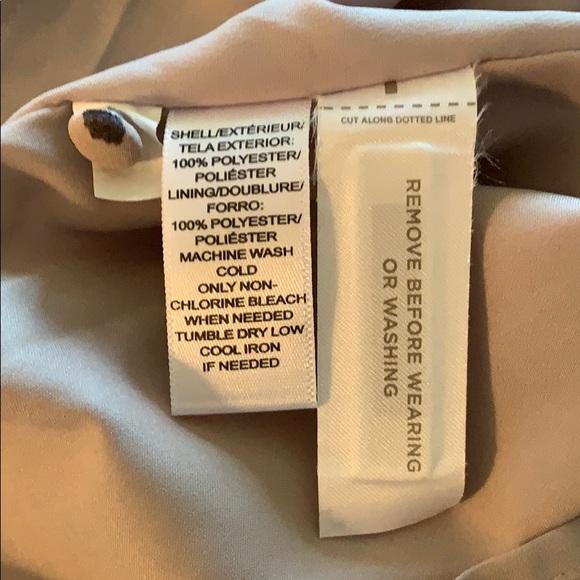 SHELL/EXTÉRIEUR/
TELA EXTERIOR:
100% POLYESTER/
POLIÉSTER
LINING/DOUBLURE/
FORRO:
100% POLYESTER/
POLIÉSTER
MACHINE WASH
COLD
ONLY NON-
CHLORINE BLEACH
WHEN NEEDED
TUMBLE DRY LOW
COOL IRON
IF NEEDED
CUT ALONG DOTTED LINE
REMOVE BEFORE WEARING
OR WASHING